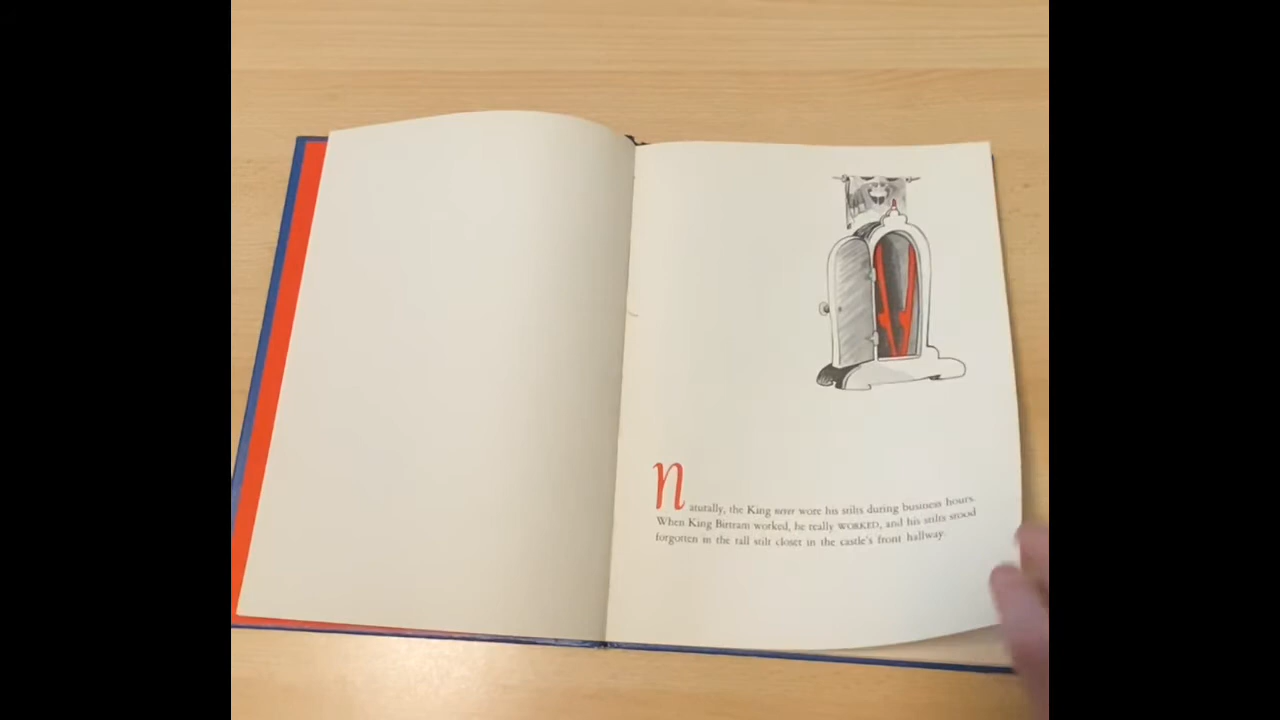 Naturally, the King never wore his stilts during business hours.
When King Birtram worked, he really WORKED, and his stilts stood
forgotten in the tall stilt closet in the castle's front hallway.